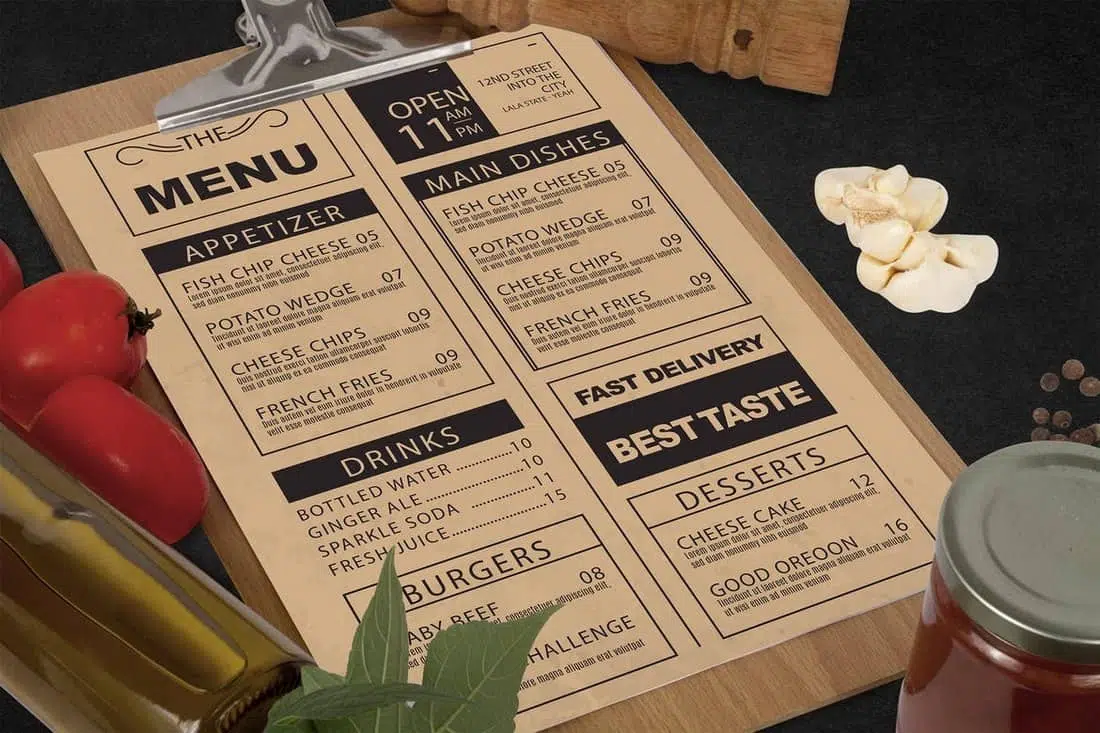 THE
MENU
APPETIZER
FISH CHIP CHEESE 05
Lorem ipsum dolor sit amet, consectetuer adipiscing elit,
sed diam nonummy nibh euismod
POTATO WEDGE 07
Tincidunt ut laoreet dolore magna aliquam erat volutpat
ut wisi enim ad minim veniam
CHEESE CHIPS 09
Quis nostrud exerci tation ullamcorper suscipit lobortis
nisl ut aliquip ex ea commodo consequat
FRENCH FRIES 09
Duis autem vel eum iriure dolor in hendrerit in vulputate
velit esse molestie consequat
DRINKS
BOTTLED WATER ............10
GINGER ALE....................10
SPARKLE SODA ...............11
FRESH JUICE....................15
BURGERS
ABY BEEF 08
consectetuer adipiscing elit,
HALLENGE
more magna aliquam erat volutpat
OPEN
11 AM
PM
12ND STREET
INTO THE
CITY
LALA STATE - YEAH
MAIN DISHES
FISH CHIP CHEESE 05
Lorem ipsum dolor sit amet, consectetuer adipiscing elit,
sed diam nonummy nibh euismod
POTATO WEDGE 07
Tincidunt ut laoreet dolore magna aliquam erat volutpat
ut wisi enim ad minim veniam
CHEESE CHIPS 09
Quis nostrud exerci tation ullamcorper suscipit lobortis
nisl ut aliquip ex ea commodo consequat
FRENCH FRIES 09
Duis autem vel eum iriure dolor in hendrerit in vulputate
velit esse molestie consequat
FAST DELIVERY
BEST TASTE
DESSERTS
CHEESE CAKE 12
Lorem ipsum dolor sit amet, consectetuer adipiscing elit,
sed diam nonummy nibh euismod
GOOD OREOON 16
Tincidunt ut laoreet dolore magna aliquam erat volutpat
ut wisi enim ad minim veniam